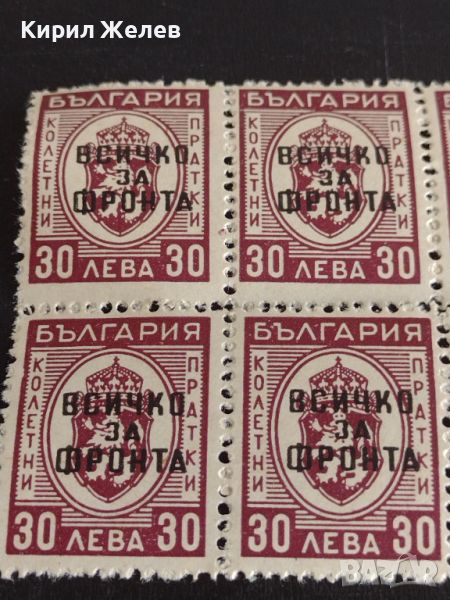 Кирил Желев
БЪЛГАРИЯ
КОЛЕТНИ
ПРАТКИ
ВСИЧКО
ЗА
ФРОНТА
30 ЛЕВА 30
БЪЛГАРИЯ
КОЛЕТНИ
ПРАТКИ
ВСИЧКО
ЗА
ФРОНТА
30 ЛЕВА 30
БЪЛГАРИЯ
КОЛЕТНИ
ПРАТКИ
ВСИЧКО
ЗА
ФРОНТА
30 ЛЕВА 30
БЪЛГАРИЯ
КОЛЕТНИ
ПРАТКИ
ВСИЧКО
ЗА
ФРОНТА
30 ЛЕВА 30
bazar